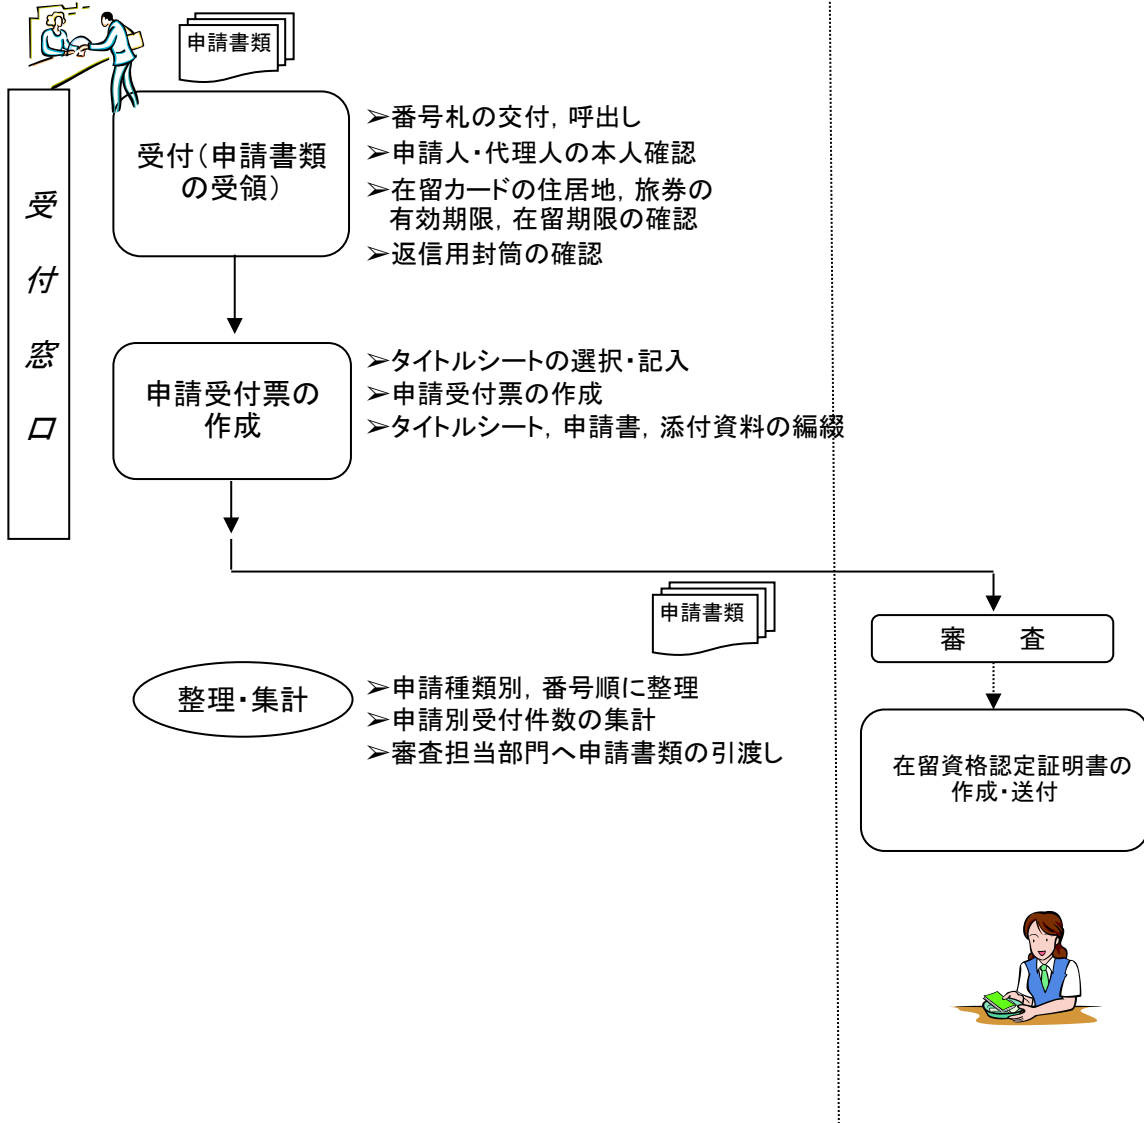 申請書類
受付窓口
受付（申請書類
の受領）
➢番号札の交付，呼出し
➢申請人・代理人の本人確認
➢在留カードの住居地，旅券の
有効期限，在留期限の確認
➢返信用封筒の確認
申請受付票の
作成
➢タイトルシートの選択・記入
➢申請受付票の作成
➢タイトルシート，申請書，添付資料の編綴
申請書類
審　　査
整理・集計
➢申請種類別，番号順に整理
➢申請別受付件数の集計
➢審査担当部門へ申請書類の引渡し
在留資格認定証明書の
作成・送付